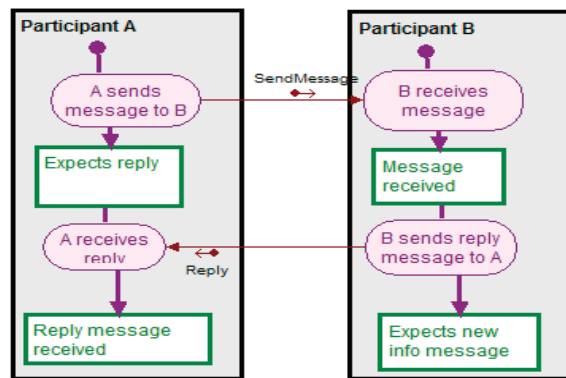 Participant A
A sends
message to B
Expects reply
A receives
reply
Reply message
received
SendMessage
Reply
Participant B
B receives
message
Message
received
B sends reply
message to A
Expects new
info message